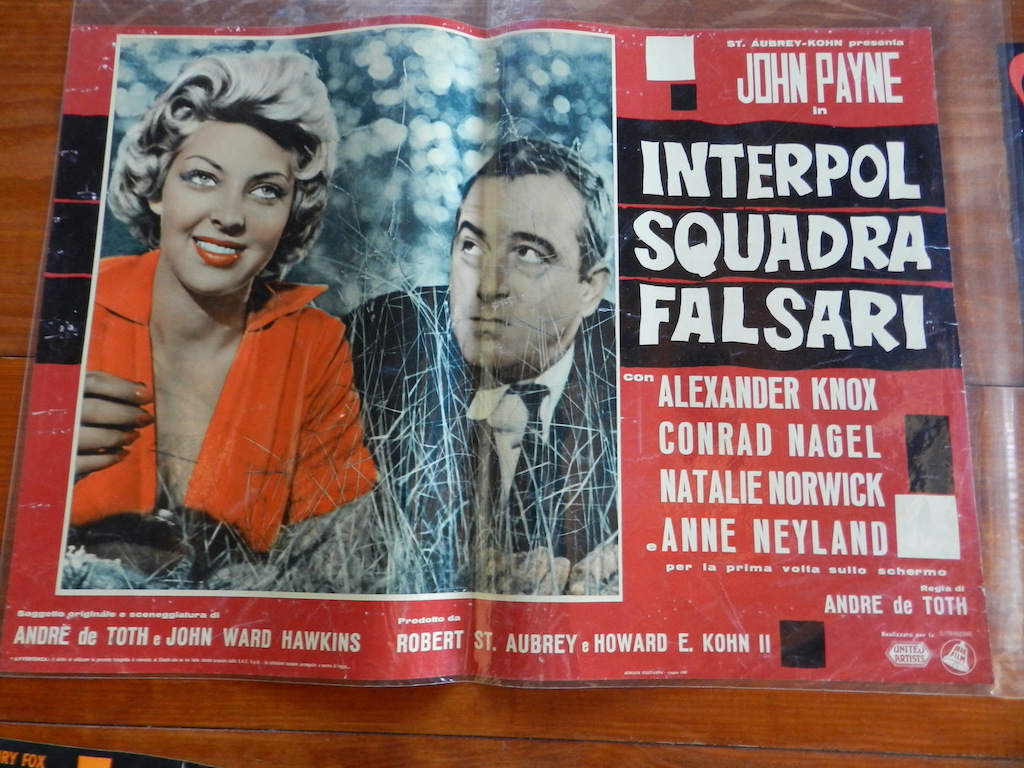 ST. AUBREY-KOHN presenta
JOHN PAYNE
in
INTERPOL
SQUADRA
FALSARI
con ALEXANDER KNOX
CONRAD NAGEL
NATALIE NORWICK
e ANNE NEYLAND
per la prima volta sullo schermo
Regia di
ANDRE de TOTH
Soggetto originale e sceneggiatura di
ANDRÈ de TOTH e JOHN WARD HAWKINS
Prodotto da
ROBERT ST. AUBREY e HOWARD E. KOHN II
Realizzato per la
UNITED
ARTISTS
DEAR
FILM
RY FOX